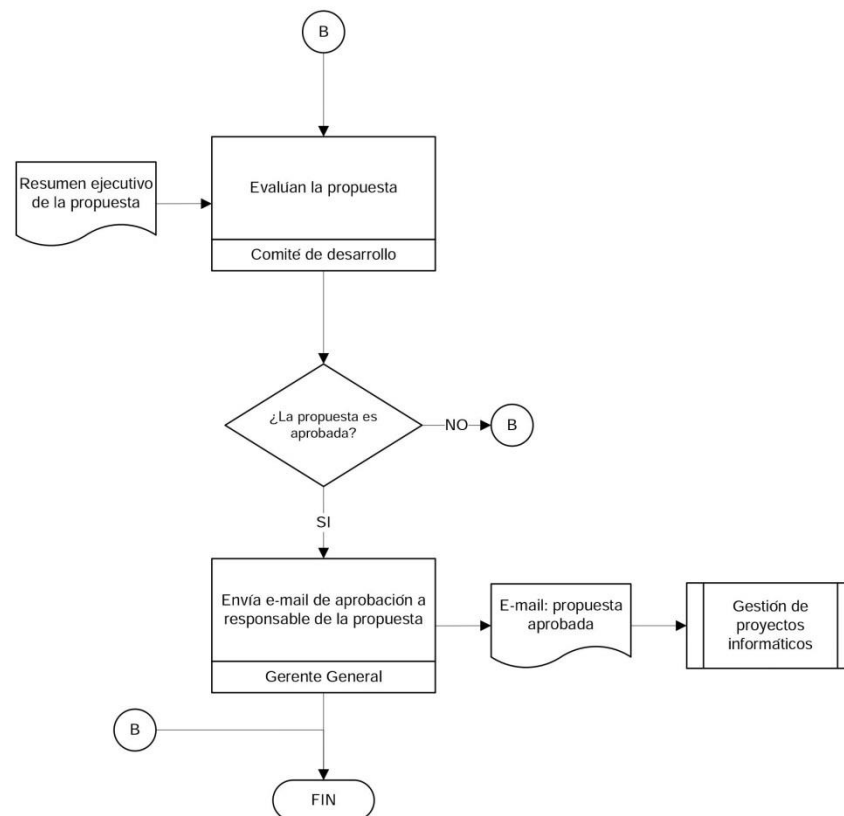 B
Resumen ejecutivo
de la propuesta
Evalúan la propuesta
Comité de desarrollo
¿La propuesta es
aprobada?
NO
B
SI
Envía e-mail de aprobación a
responsable de la propuesta
Gerente General
E-mail: propuesta
aprobada
Gestión de
proyectos
informáticos
B
FIN